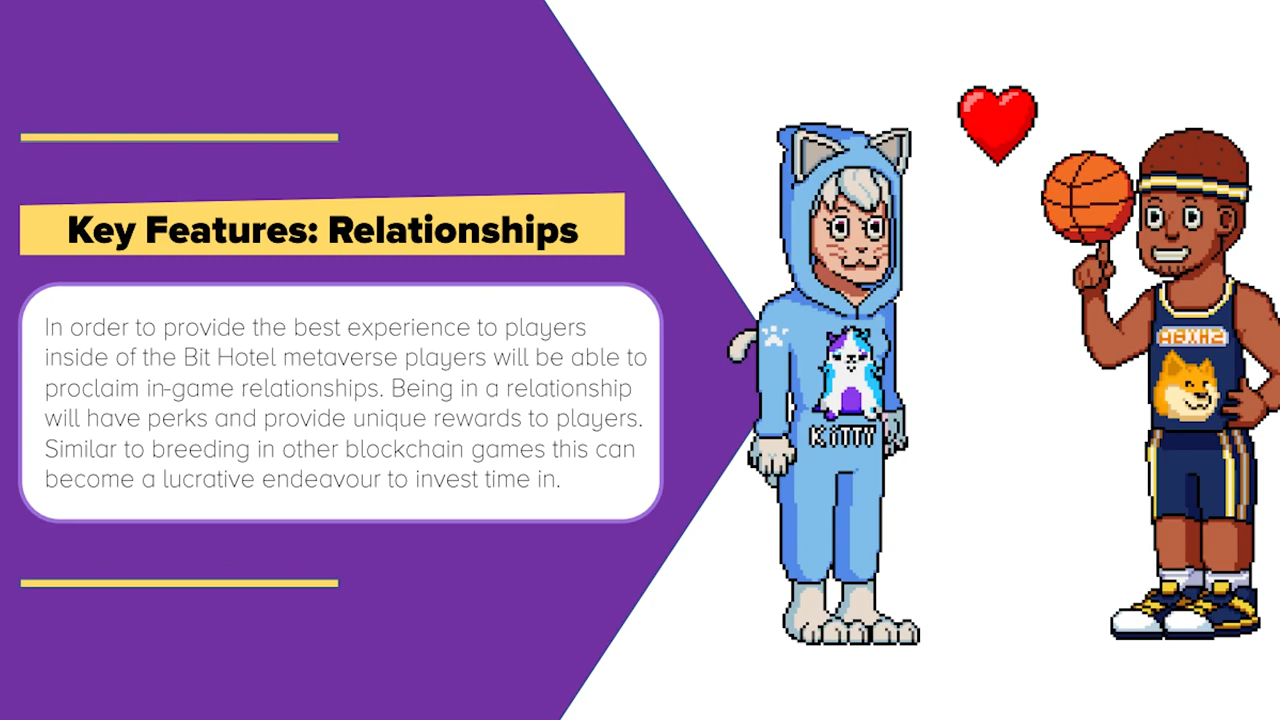 Key Features: Relationships
In order to provide the best experience to players
inside of the Bit Hotel metaverse players will be able to
proclaim in-game relationships. Being in a relationship
will have perks and provide unique rewards to players.
Similar to breeding in other blockchain games this can
become a lucrative endeavour to invest time in.
KITTY